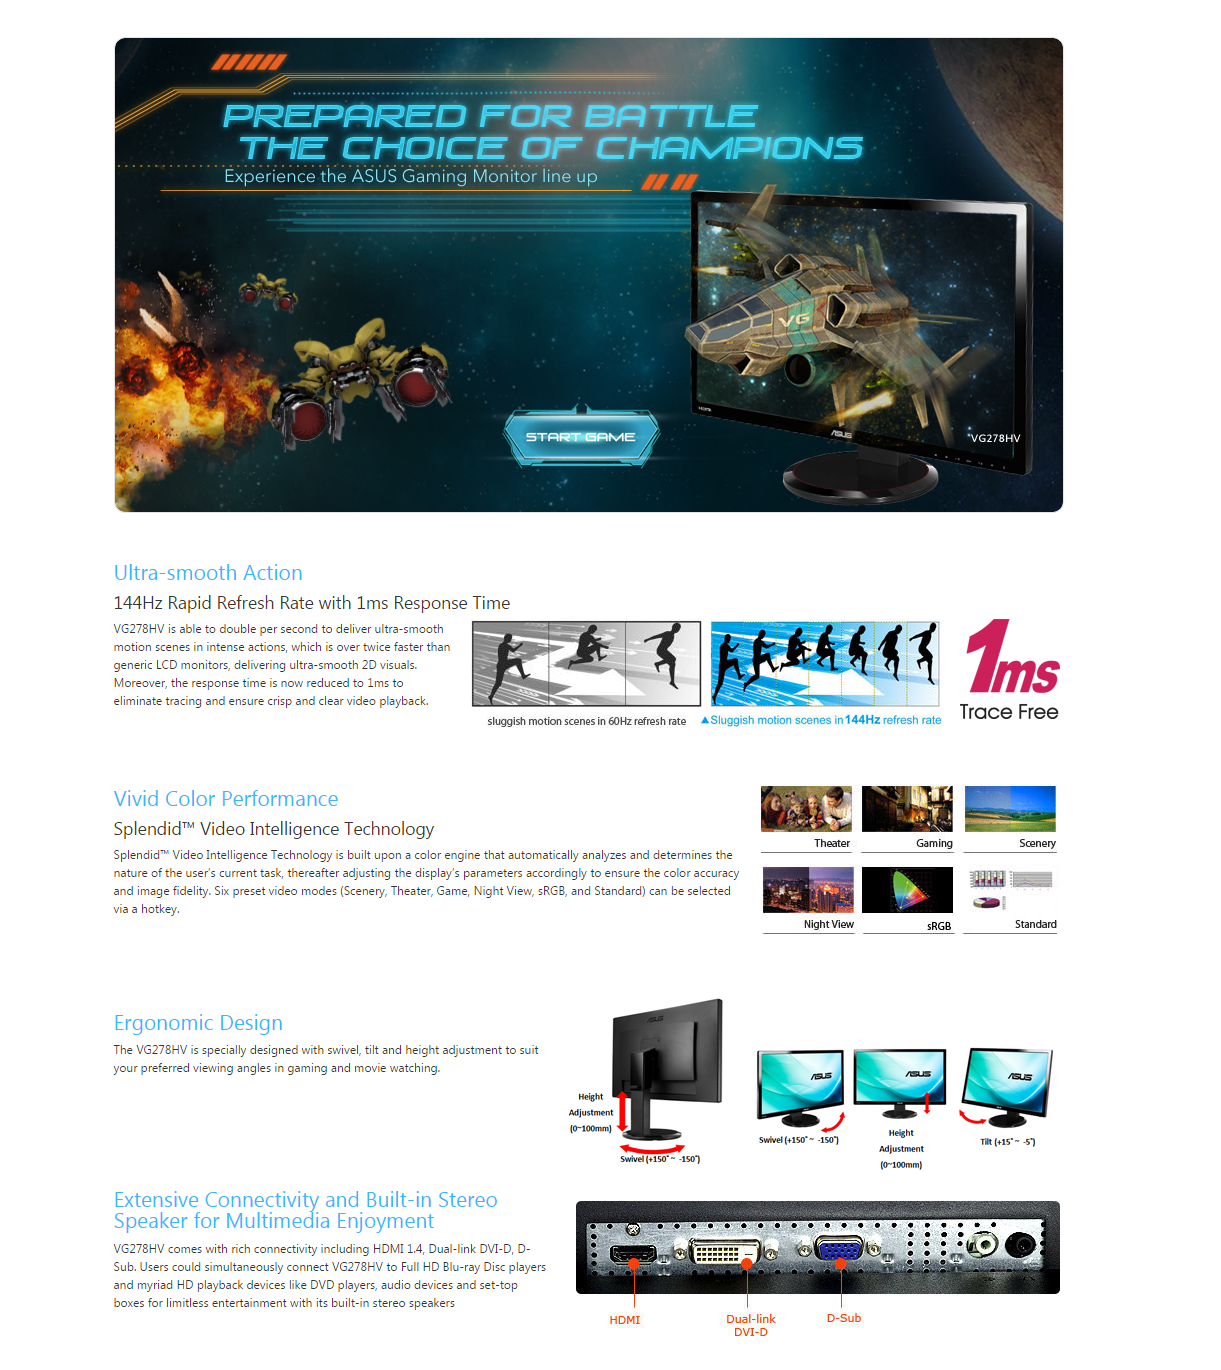 PREPARED FOR BATTLE
THE CHOICE OF CHAMPIONS
Experience the ASUS Gaming Monitor line up
VG
HDMI
ASUS
VG278HV
START GAME
Ultra-smooth Action
144Hz Rapid Refresh Rate with 1ms Response Time
VG278HV is able to double per second to deliver ultra-smooth
motion scenes in intense actions, which is over twice faster than
generic LCD monitors, delivering ultra-smooth 2D visuals.
Moreover, the response time is now reduced to 1ms to
eliminate tracing and ensure crisp and clear video playback.
sluggish motion scenes in 60Hz refresh rate
▲Sluggish motion scenes in 144Hz refresh rate
1ms
Trace Free
Vivid Color Performance
Splendid™ Video Intelligence Technology
Splendid™ Video Intelligence Technology is built upon a color engine that automatically analyzes and determines the
nature of the user's current task, thereafter adjusting the display's parameters accordingly to ensure the color accuracy
and image fidelity. Six preset video modes (Scenery, Theater, Game, Night View, sRGB, and Standard) can be selected
via a hotkey.
Theater
Gaming
Scenery
Night View
sRGB
Standard
Ergonomic Design
The VG278HV is specially designed with swivel, tilt and height adjustment to suit
your preferred viewing angles in gaming and movie watching.
ASUS
Height
Adjustment
(0~100mm)
Swivel (+150˚ ~ -150˚)
ASUS
Swivel (+150˚ ~ -150˚)
ASUS
Height
Adjustment
(0~100mm)
ASUS
Tilt (+15˚ ~ -5˚)
Extensive Connectivity and Built-in Stereo
Speaker for Multimedia Enjoyment
VG278HV comes with rich connectivity including HDMI 1.4, Dual-link DVI-D, D-
Sub. Users could simultaneously connect VG278HV to Full HD Blu-ray Disc players
and myriad HD playback devices like DVD players, audio devices and set-top
boxes for limitless entertainment with its built-in stereo speakers
HDMI
Dual-link
DVI-D
D-Sub